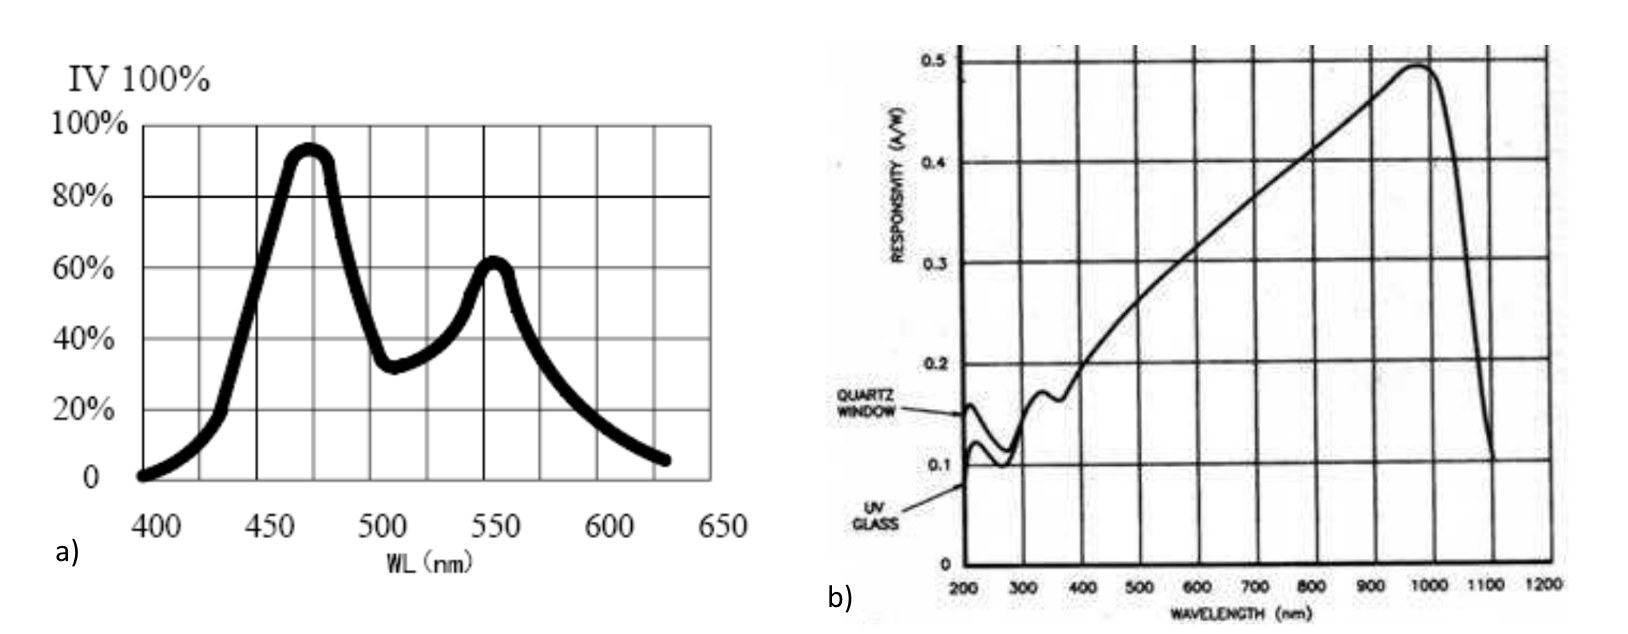 IV 100%
100%
80%
60%
40%
20%
0
400 450 500 550 600 650
WL (nm)
a)
0.5
0.4
0.3
0.2
0.1
0
RESPONSIVITY (A/W)
QUARTZ
WINDOW
UV
GLASS
200 300 400 500 600 700 800 900 1000 1100 1200
WAVELENGTH (nm)
b)